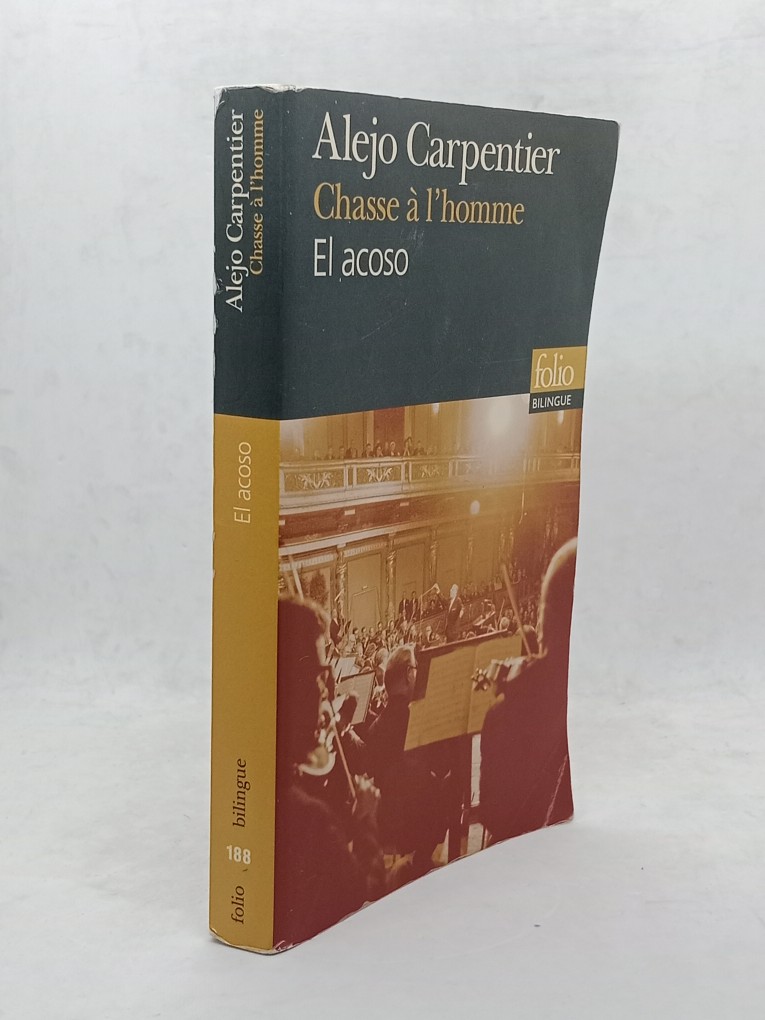 Alejo Carpentier
Chasse à l'homme
El acoso
folio
BILINGUE
Alejo Carpentier
Chasse à l'homme
El acoso
bilingue
188
folio